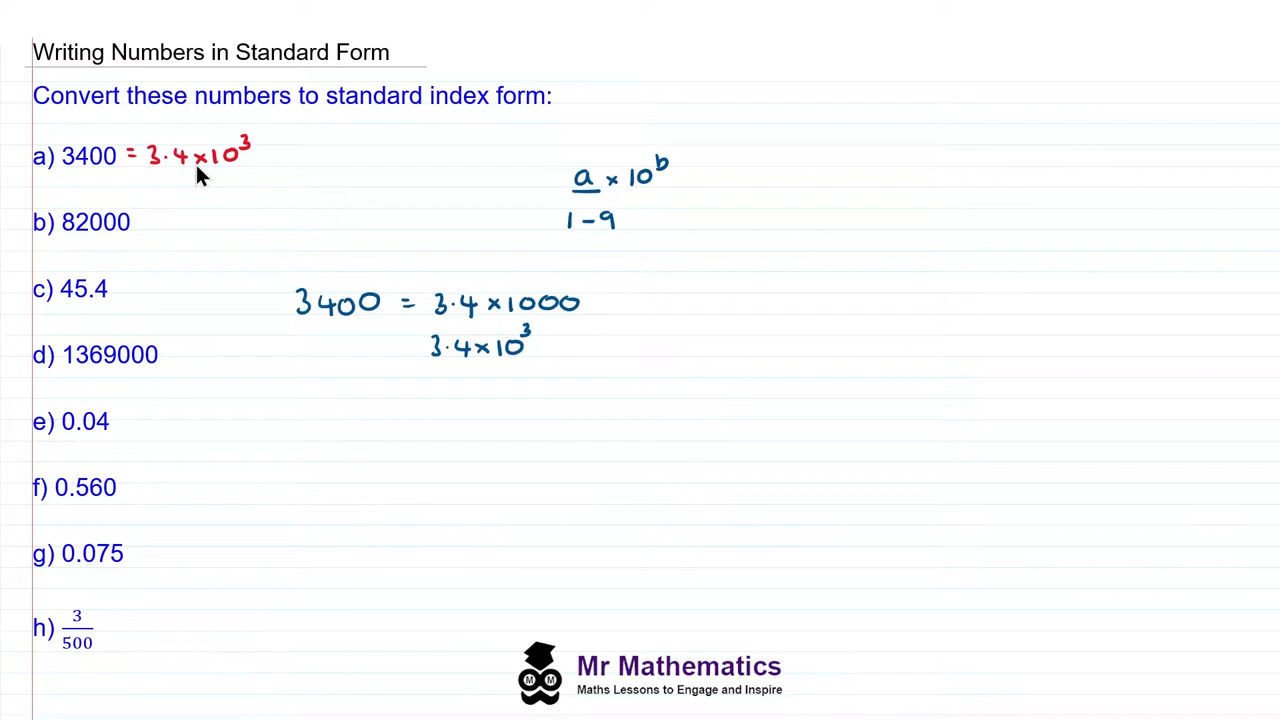 Writing Numbers in Standard Form
Convert these numbers to standard index form:
a) 3400 = 3.4 × 10³
a × 10ᵇ
1 - 9
b) 82000
c) 45.4
3400 = 3.4 × 1000
3.4 × 10³
d) 1369000
e) 0.04
f) 0.560
g) 0.075
h) 3/500
M M
Mr Mathematics
Maths Lessons to Engage and Inspire